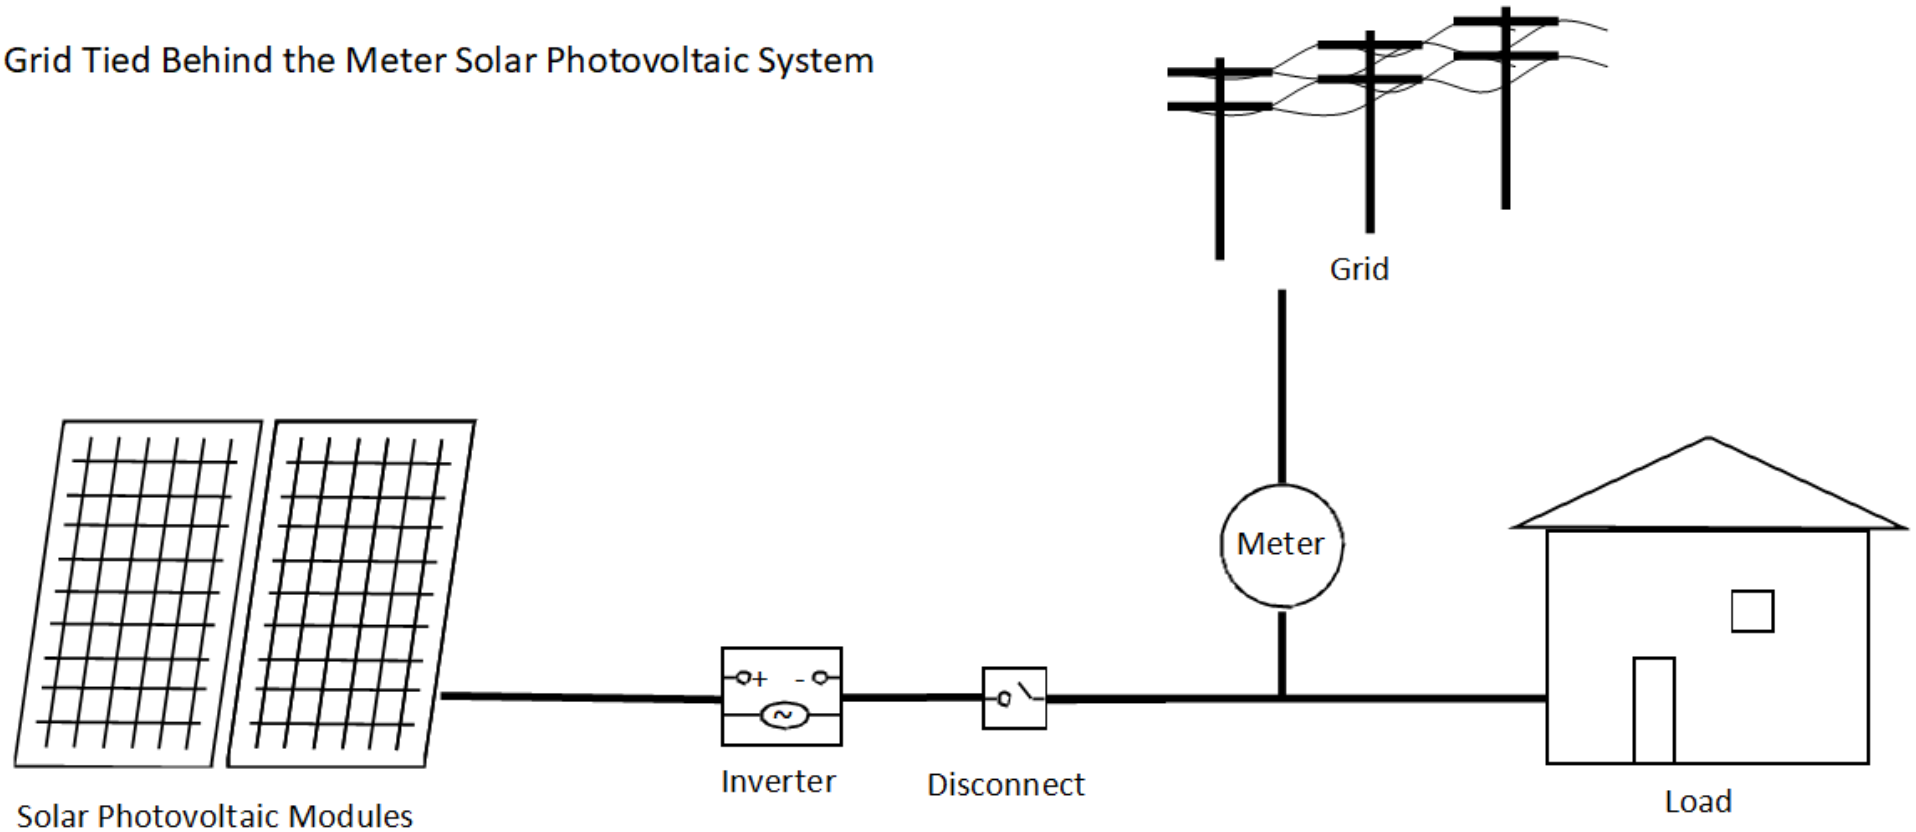 Grid Tied Behind the Meter Solar Photovoltaic System
Grid
Meter
+ -
~
Inverter
Disconnect
Load
Solar Photovoltaic Modules